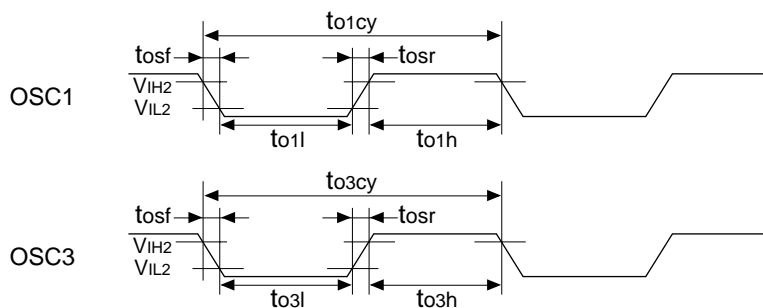 to1cy
tosf
tosr
VIH2
VIL2
OSC1
to1l
to1h
to3cy
tosf
tosr
VIH2
VIL2
OSC3
to3l
to3h